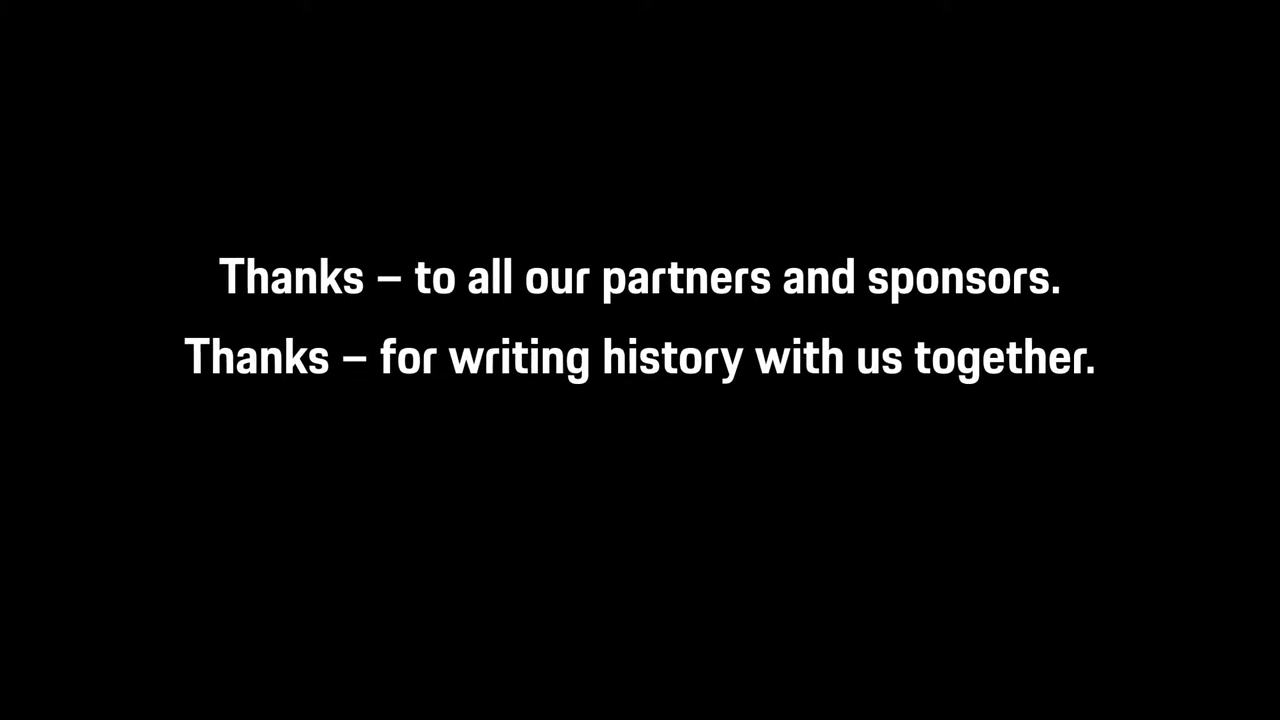 Thanks – to all our partners and sponsors.
Thanks – for writing history with us together.